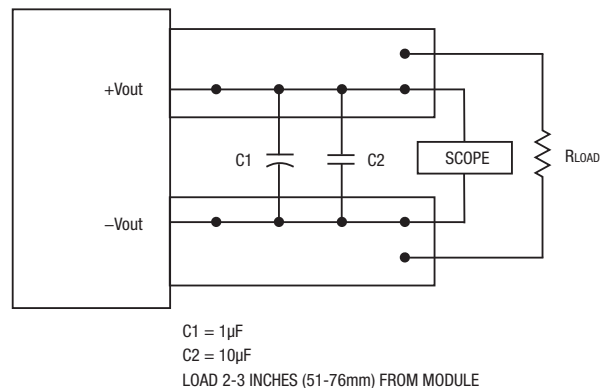 +Vout
C1
C2
SCOPE
RLOAD
−Vout
C1 = 1µF
C2 = 10µF
LOAD 2-3 INCHES (51-76mm) FROM MODULE